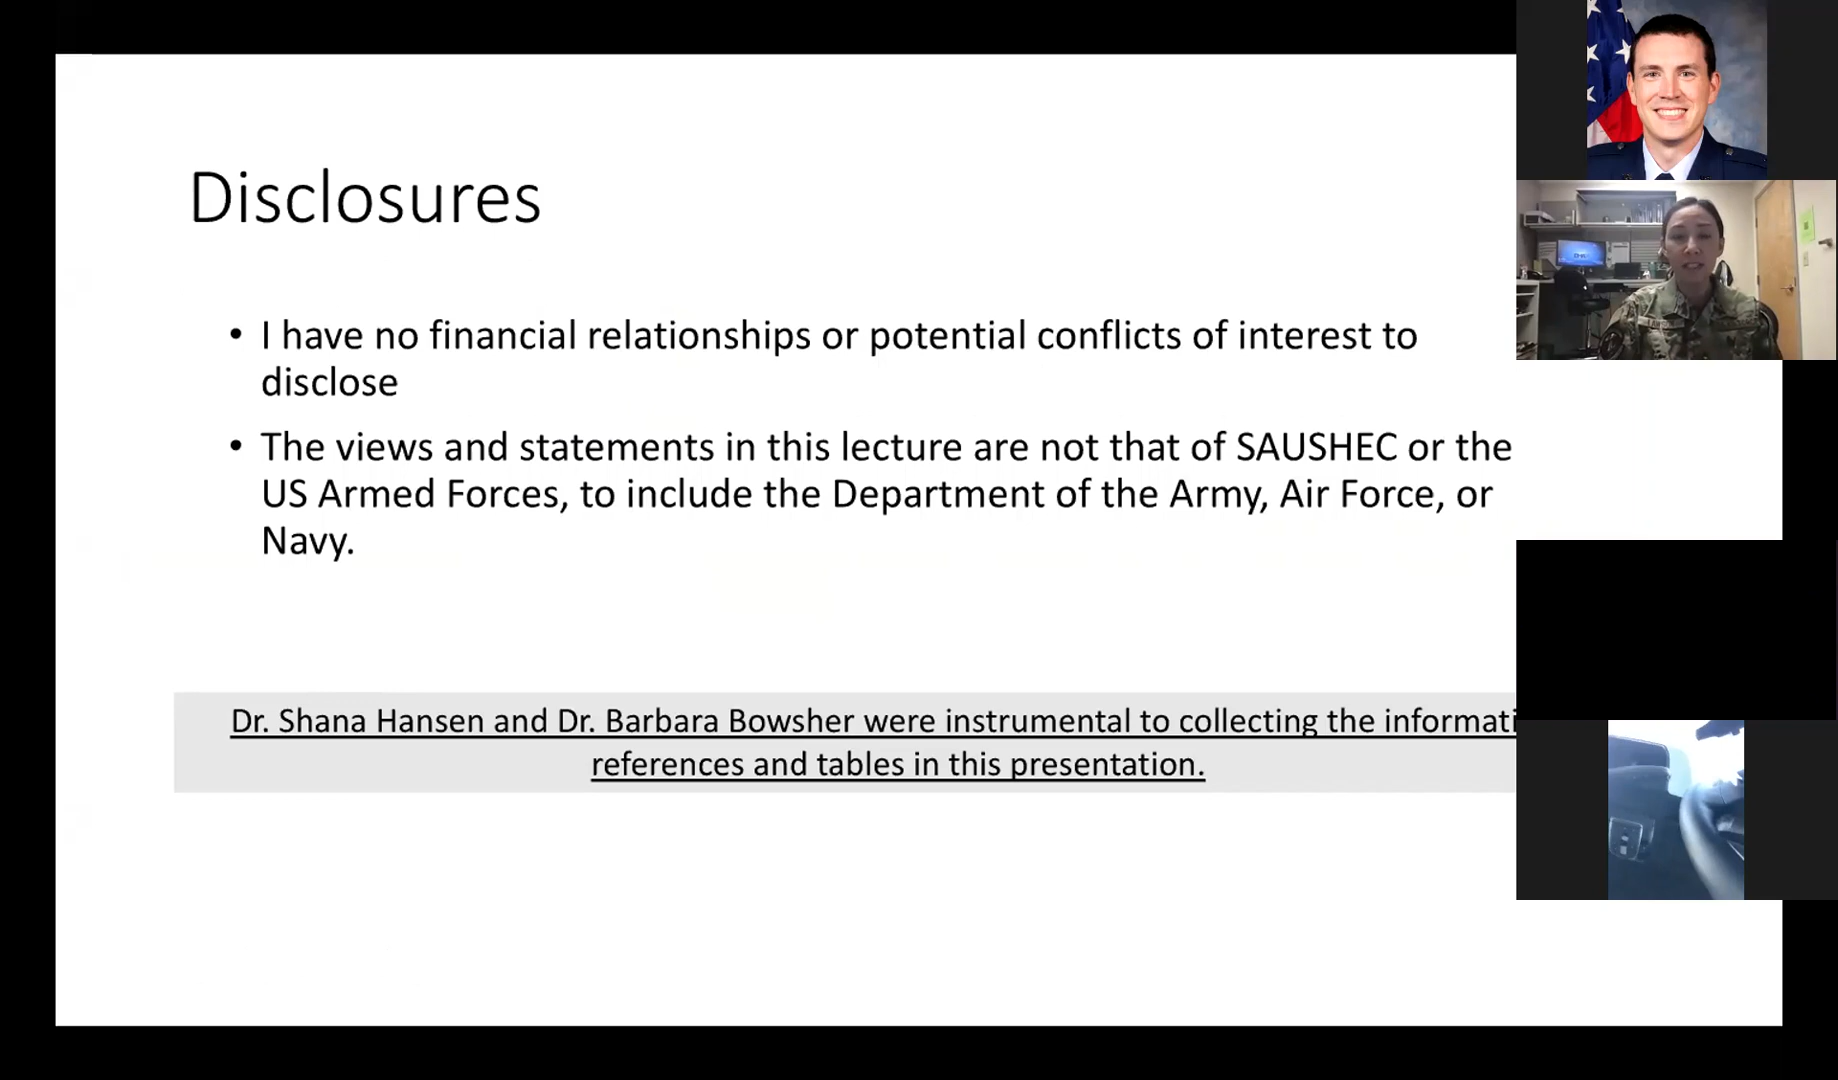 Disclosures
• I have no financial relationships or potential conflicts of interest to
disclose
• The views and statements in this lecture are not that of SAUSHEC or the
US Armed Forces, to include the Department of the Army, Air Force, or
Navy.
Dr. Shana Hansen and Dr. Barbara Bowsher were instrumental to collecting the informati
references and tables in this presentation.